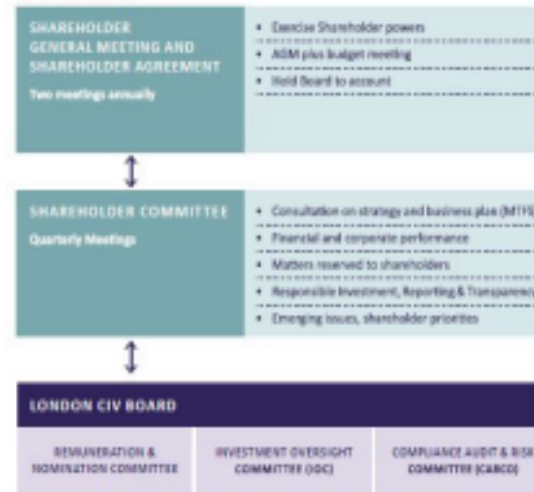 SHAREHOLDER
GENERAL MEETING AND
SHAREHOLDER AGREEMENT
Two meetings annually
• Exercise Shareholder powers
• AGM plus budget meeting
• Hold Board to account
SHAREHOLDER COMMITTEE
Quarterly Meetings
• Consultation on strategy and business plan (MTFS)
• Financial and corporate performance
• Matters reserved to shareholders
• Responsible Investment, Reporting & Transparency
• Emerging issues, shareholder priorities
LONDON CIV BOARD
REMUNERATION &
NOMINATION COMMITTEE
INVESTMENT OVERSIGHT
COMMITTEE (IOC)
COMPLIANCE AUDIT & RISK
COMMITTEE (CARCO)